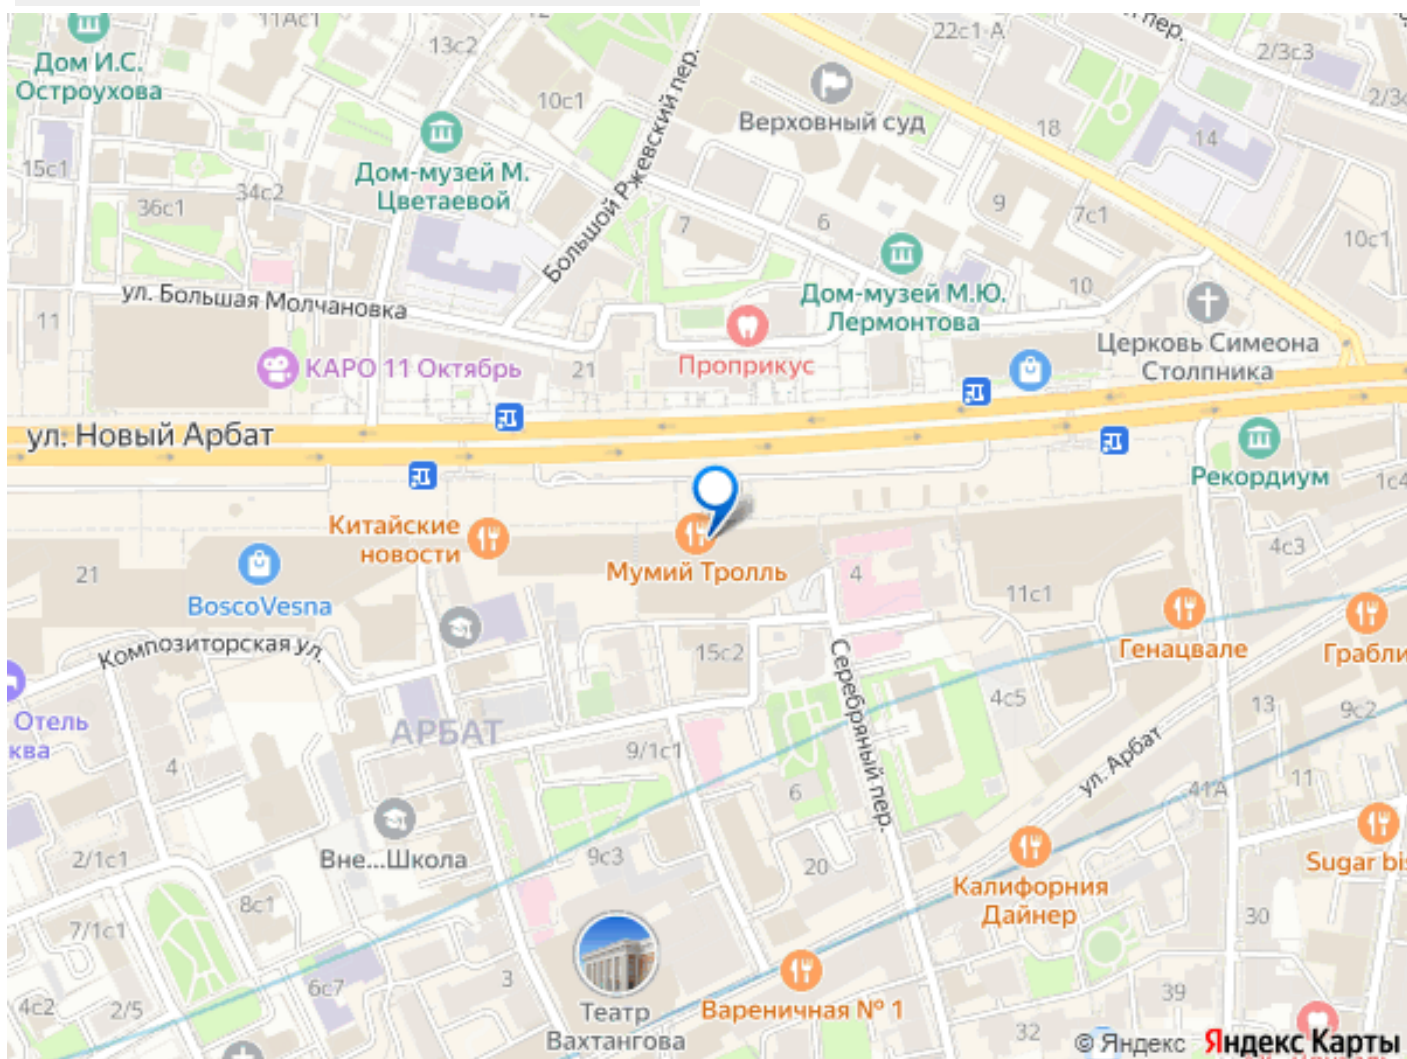 11Ас1
12
13с2
22с1-А
пер.
2/3с3
Дом И.С.
Остроухова
10с1
Большой Ржевский пер.
Верховный суд
18
14
15с1
Дом-музей М.
Цветаевой
34с2
36с1
7
6
9
7с1
10с1
Дом-музей М.Ю.
Лермонтова
10
ул. Большая Молчановка
11
Проприкус
Церковь Симеона
Столпника
КАРО 11 Октябрь
21
ул. Новый Арбат
Рекордиум
Китайские
новости
Мумий Тролль
4
4с3
21
BoscoVesna
11с1
Композиторская ул.
15с2
Серебряный пер.
Генацвале
Грабли
Отель
ква
АРБАТ
4с5
13
9с2
9/1с1
ул. Арбат
4
6
11
41А
2/1с1
Вне...Школа
9с3
20
Калифорния
Дайнер
Sugar bis
8с1
7/1с1
30
6с7
3
4с2
2/5
Театр
Вахтангова
Вареничная № 1
39
32
© Яндекс
Яндекс Карты